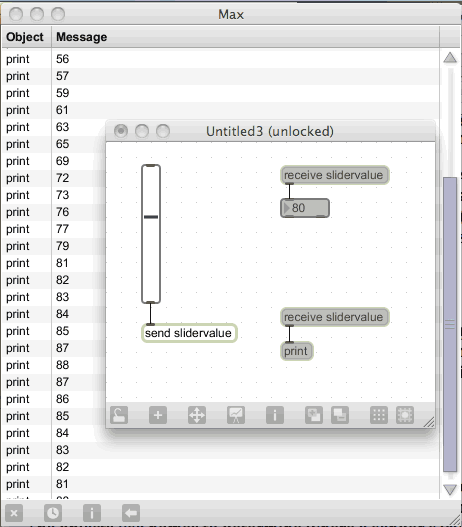 Max
Object Message
print 56
print 57
print 59
print 61
print 63
print 65
print 69
print 72
print 73
print 76
print 77
print 79
print 81
print 82
print 83
print 84
print 85
print 87
print 88
print 87
print 86
print 85
print 84
print 83
print 82
print 81
Untitled3 (unlocked)
receive slidervalue
80
send slidervalue
receive slidervalue
print